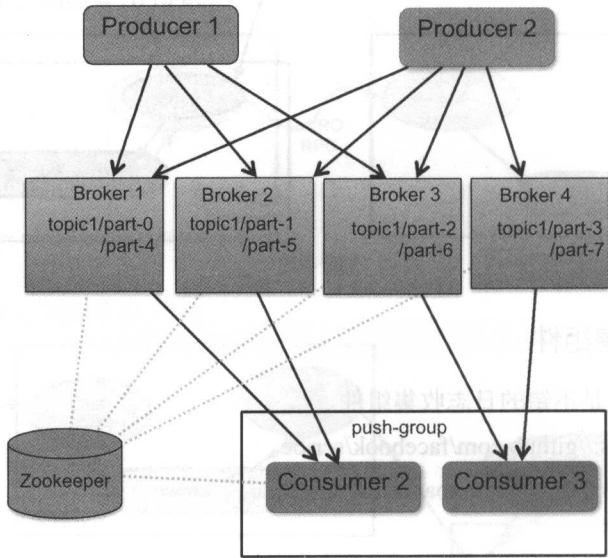 Producer 1
Producer 2
Broker 1
topic1/part-0
/part-4
Broker 2
topic1/part-1
/part-5
Broker 3
topic1/part-2
/part-6
Broker 4
topic1/part-3
/part-7
push-group
Zookeeper
Consumer 2
Consumer 3